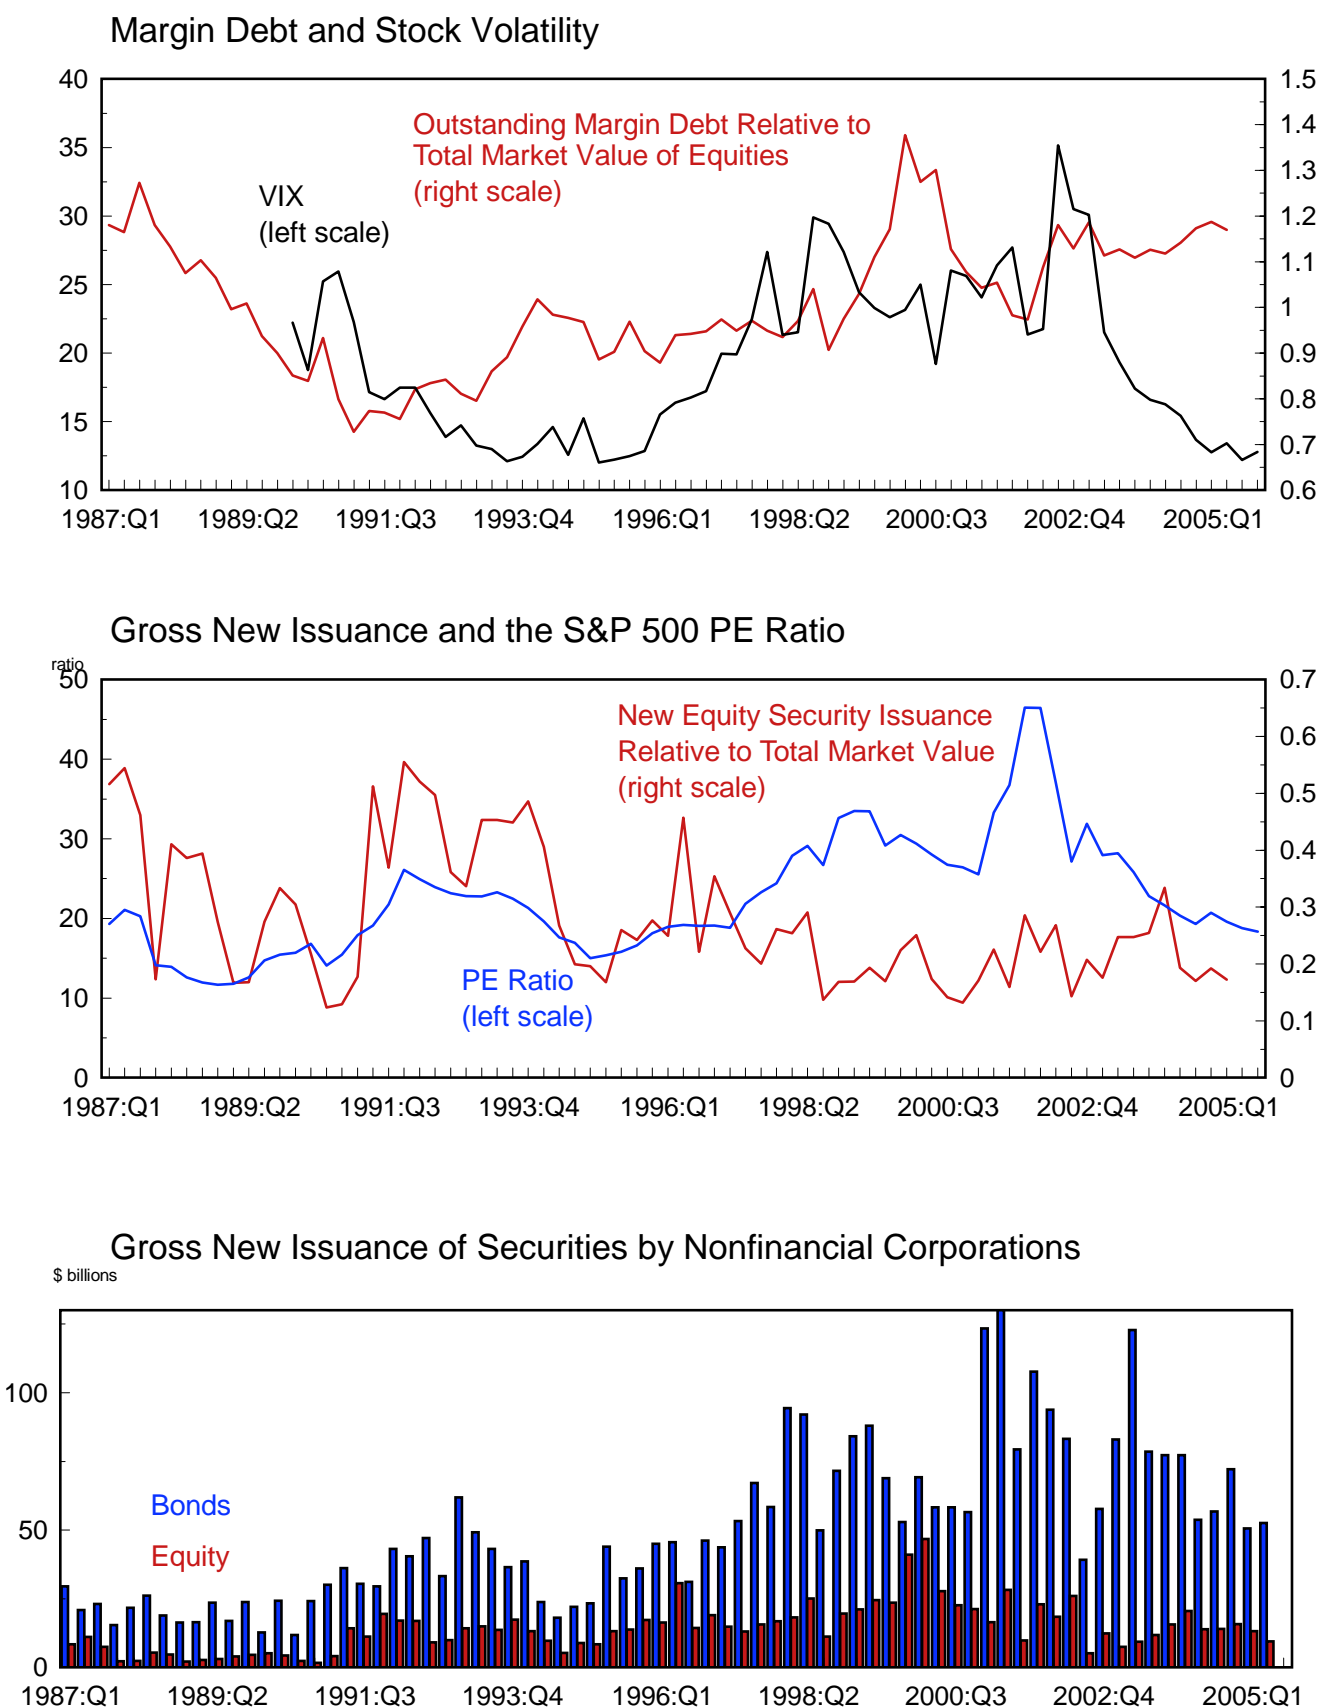 Margin Debt and Stock Volatility
40 1.5
Outstanding Margin Debt Relative to 1.4
35 Total Market Value of Equities
VIX (right scale) 1.3
30 (left scale) 1.2
1.1
25
1
20 0.9
0.8
15
0.7
10 0.6
1987:Q1 1989:Q2 1991:Q3 1993:Q4 1996:Q1 1998:Q2 2000:Q3 2002:Q4 2005:Q1
Gross New Issuance and the S&P 500 PE Ratio
ratio
50 0.7
New Equity Security Issuance
Relative to Total Market Value 0.6
40 (right scale)
0.5
30 0.4
20 0.3
PE Ratio 0.2
10 (left scale)
0.1
0 0
1987:Q1 1989:Q2 1991:Q3 1993:Q4 1996:Q1 1998:Q2 2000:Q3 2002:Q4 2005:Q1
Gross New Issuance of Securities by Nonfinancial Corporations
$ billions
100
Bonds
50
Equity
0
1987:Q1 1989:Q2 1991:Q3 1993:Q4 1996:Q1 1998:Q2 2000:Q3 2002:Q4 2005:Q1